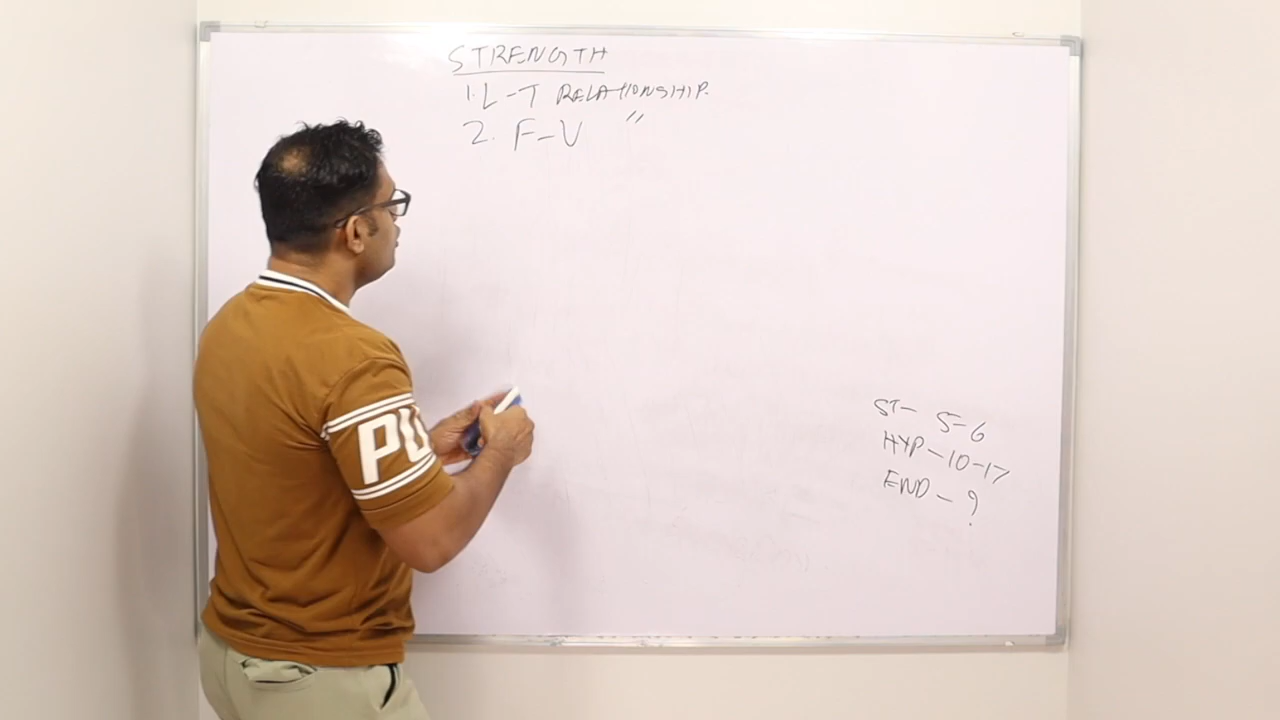 STRENGTH
1. L-T RELATIONSHIP.
2. F-V "
ST- 5-6
HYP-10-17
END - ?
PU